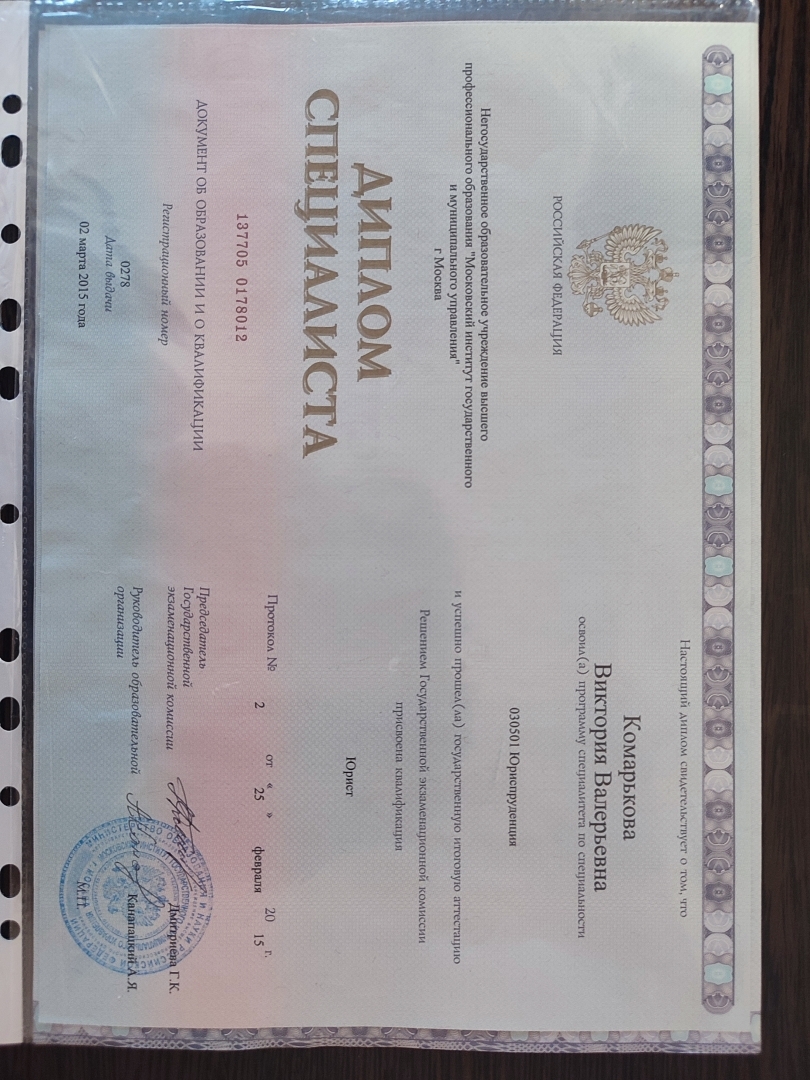 РОССИЙСКАЯ ФЕДЕРАЦИЯ
Негосударственное образовательное учреждение высшего
профессионального образования "Московский институт государственного
и муниципального управления"
г Москва
ДИПЛОМ
СПЕЦИАЛИСТА
137705 0178012
ДОКУМЕНТ ОБ ОБРАЗОВАНИИ И О КВАЛИФИКАЦИИ
Регистрационный номер
0278
Дата выдачи
02 марта 2015 года
Настоящий диплом свидетельствует о том, что
Комарькова
Виктория Валерьевна
освоил(а) программу специалитета по специальности
030501 Юриспруденция
и успешно прошел(ла) государственную итоговую аттестацию
Решением Государственной экзаменационной комиссии
присвоена квалификация
Юрист
Протокол № 2 от « 25 » февраля 20 15 г.
Председатель
Государственной
экзаменационной комиссии
Дмитриева Г.К.
Руководитель образовательной
организации
Канапацкий А.Я.
М.П.